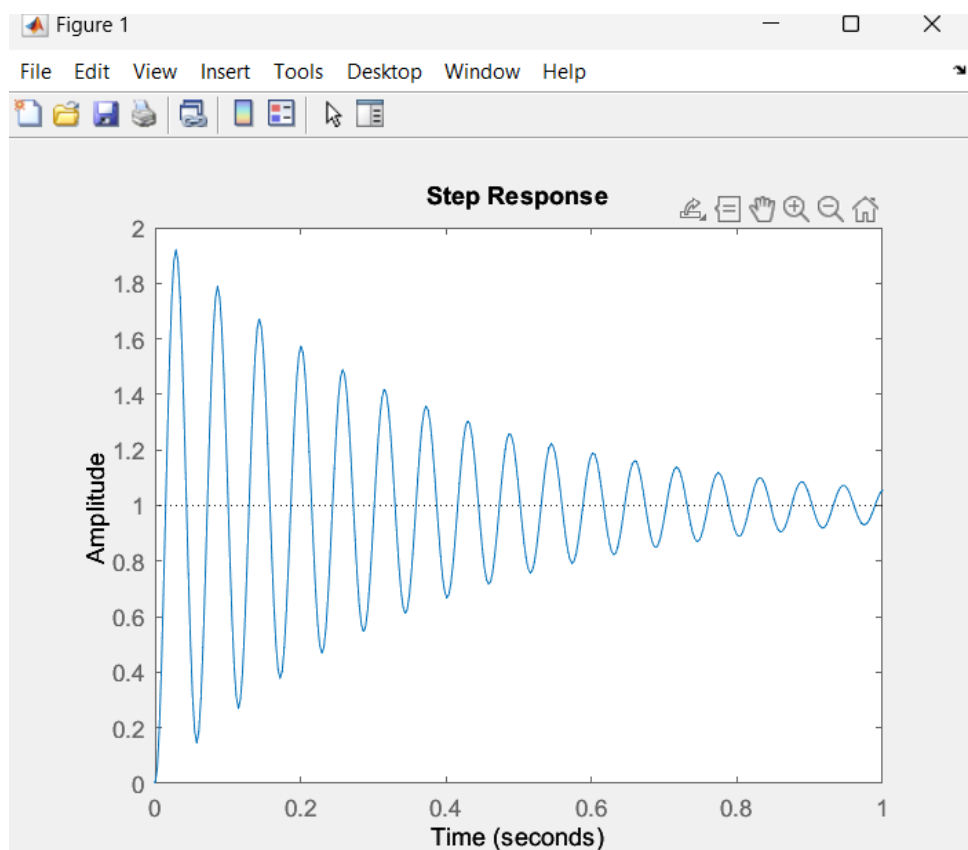 Figure 1
File Edit View Insert Tools Desktop Window Help
Step Response
2
1.8
1.6
1.4
1.2
1
0.8
0.6
0.4
0.2
0
Amplitude
0 0.2 0.4 0.6 0.8 1
Time (seconds)